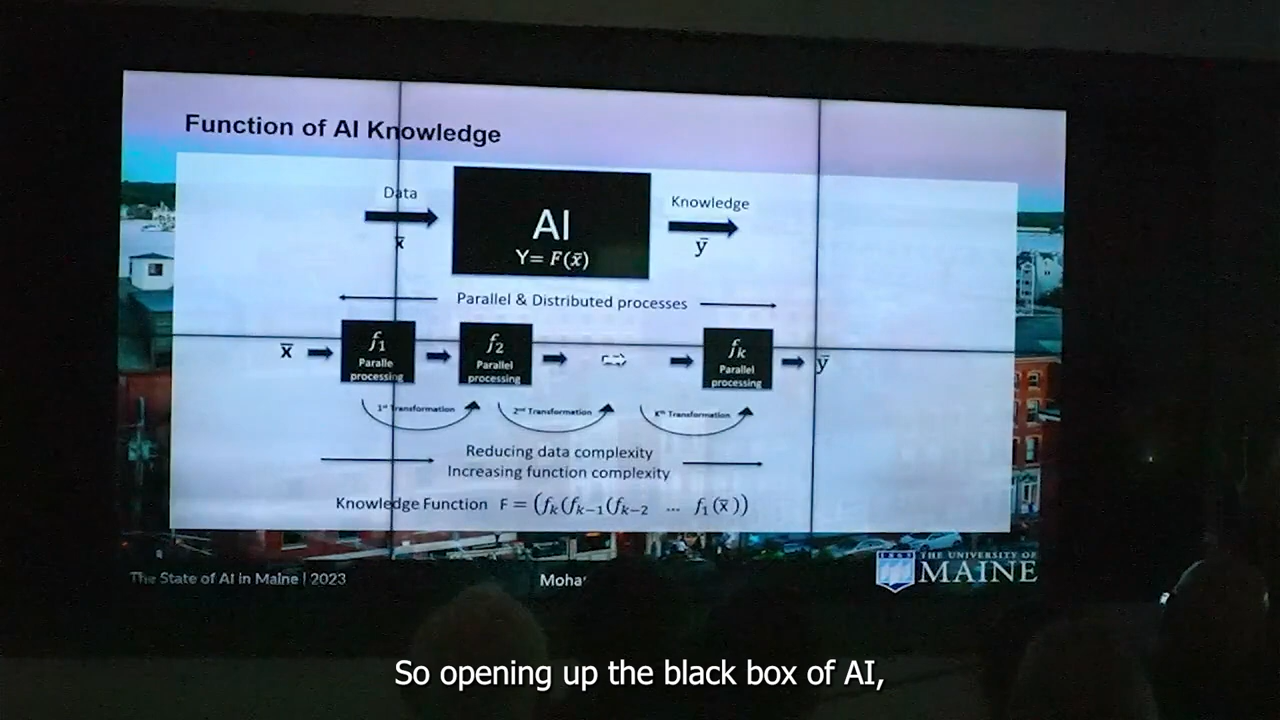 Function of AI Knowledge
Data
x̄
AI
Y= F(x̄)
Knowledge
ȳ
Parallel & Distributed processes
x̄
f₁
Paralle
processing
f₂
Parallel
processing
fₖ
Parallel
processing
ȳ
1ˢᵗ Transformation
2ⁿᵈ Transformation
Kᵗʰ Transformation
Reducing data complexity
Increasing function complexity
Knowledge Function F = (fₖ(fₖ₋₁(fₖ₋₂ ... f₁(x̄))
The State of AI in Maine | 2023
Moha
1865 THE UNIVERSITY OF
MAINE
So opening up the black box of AI,